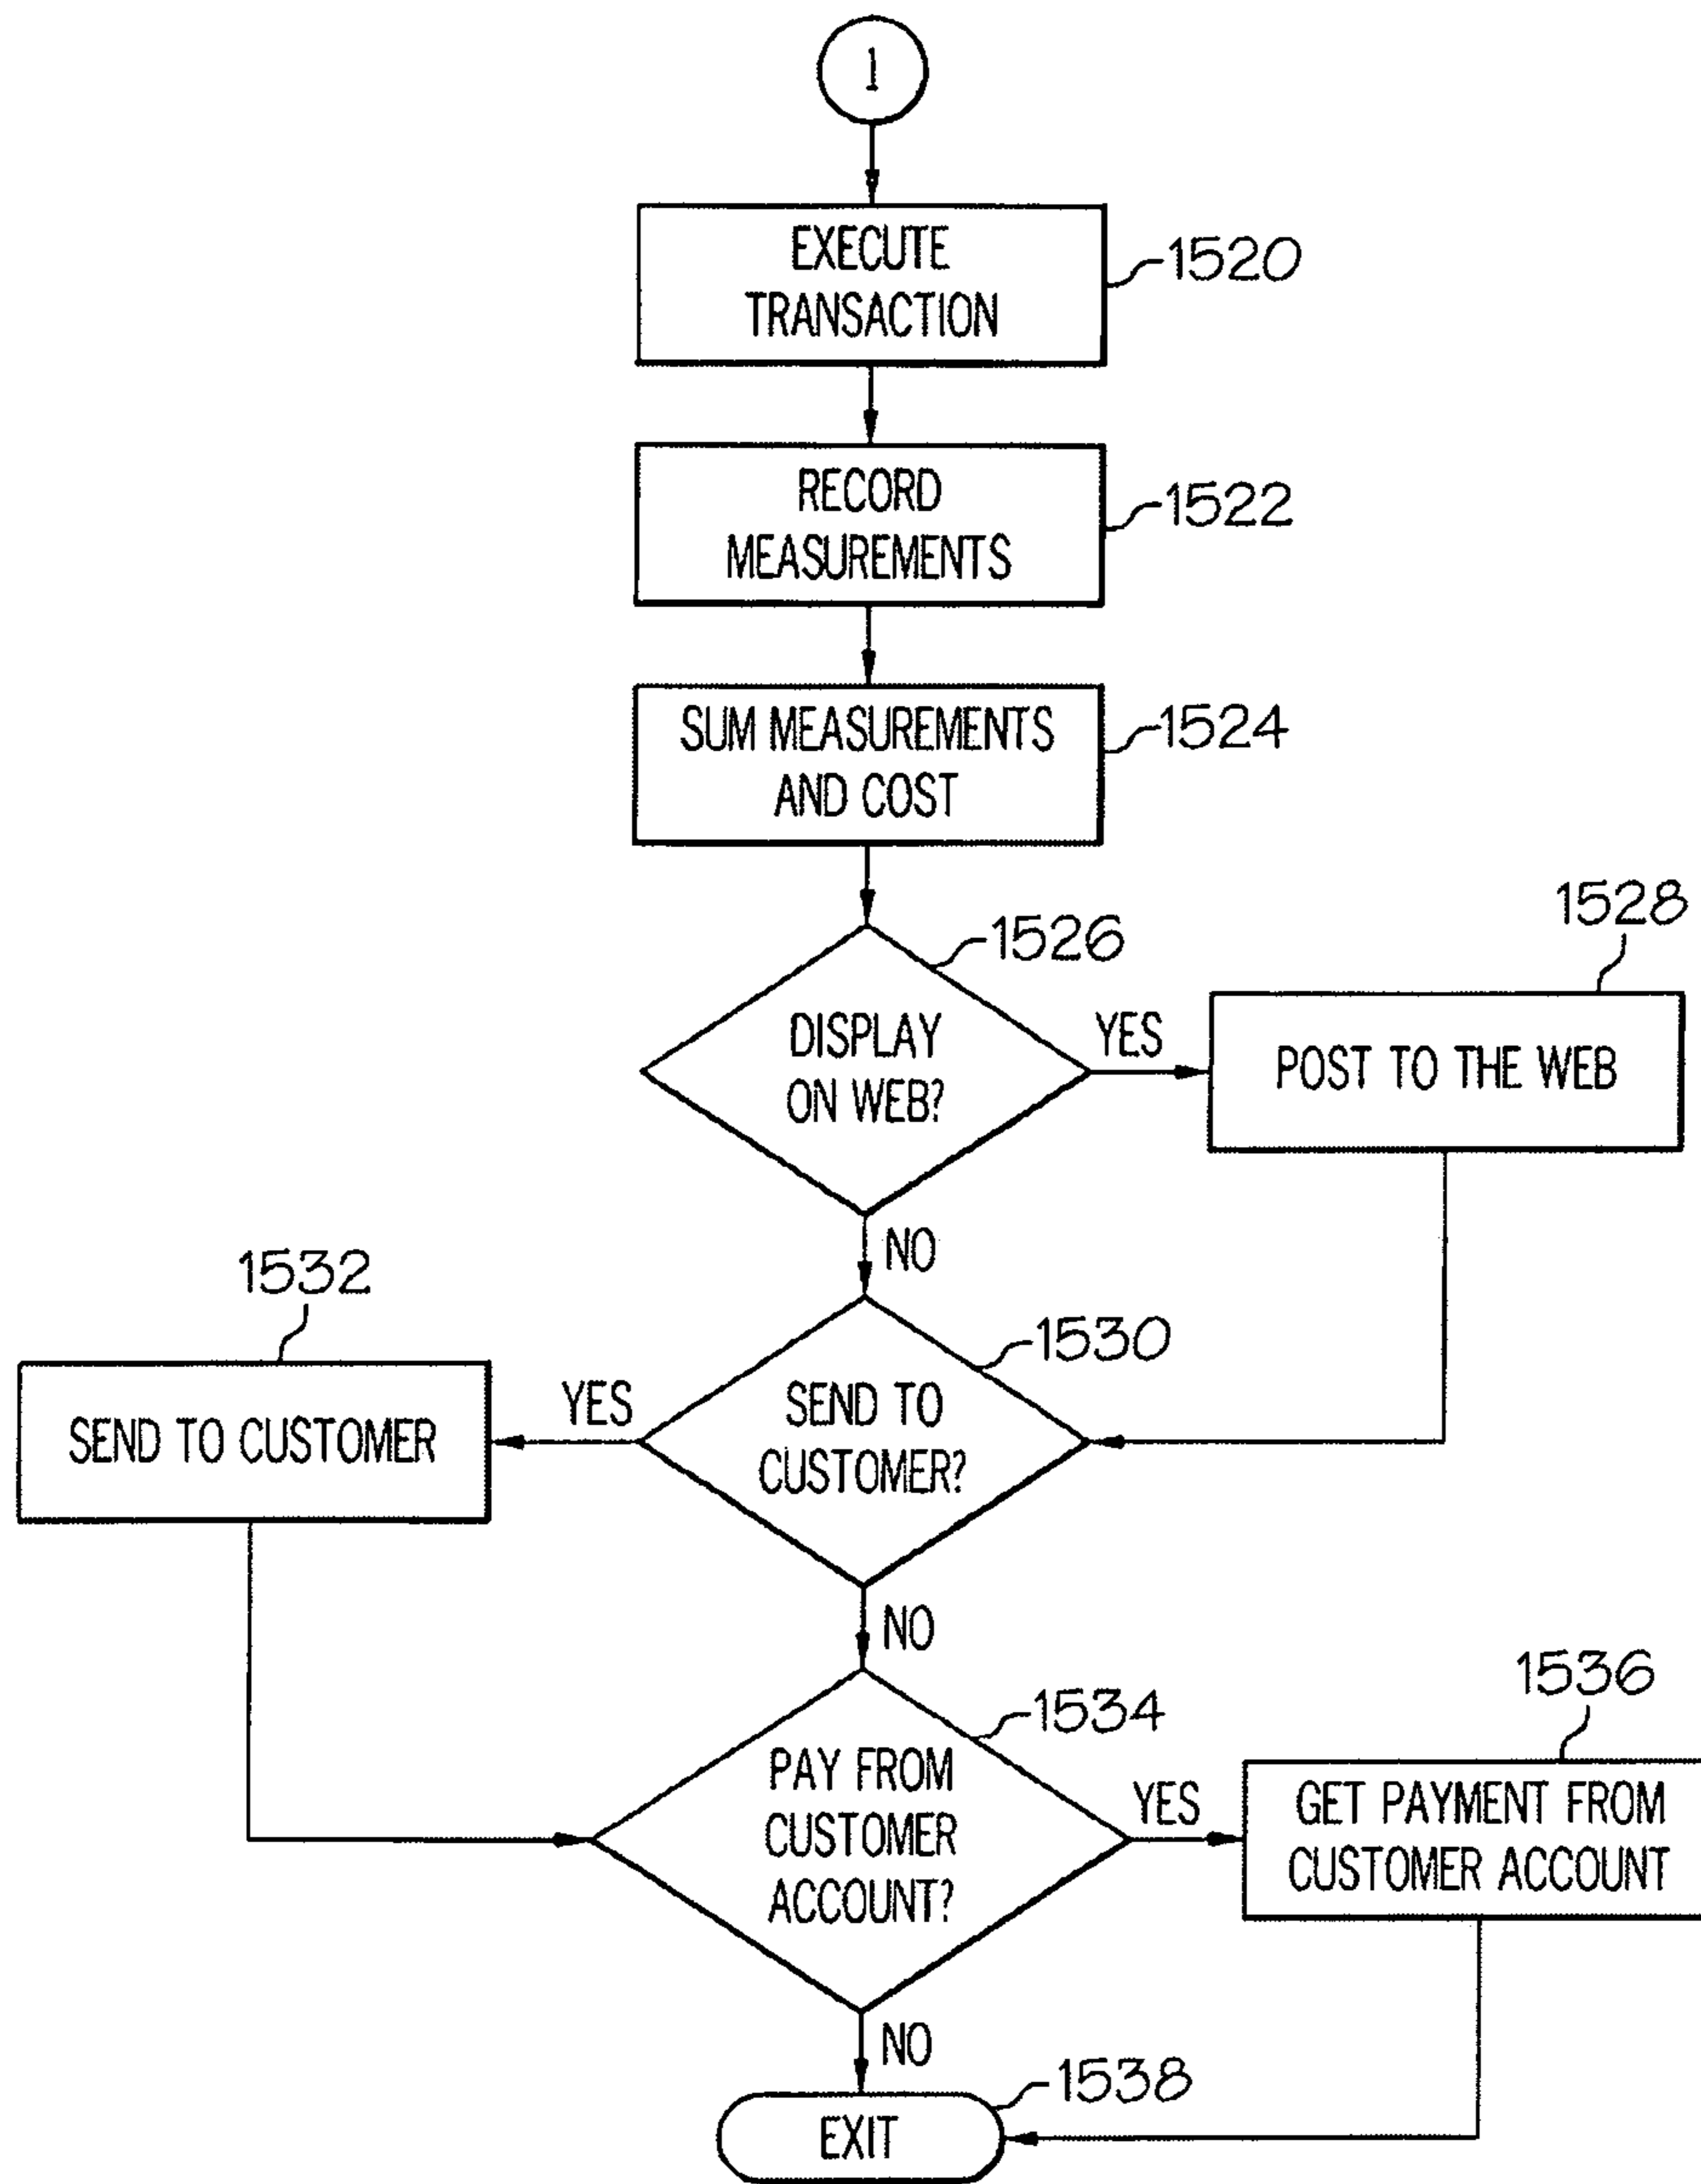 1
EXECUTE
TRANSACTION
1520
RECORD
MEASUREMENTS
1522
SUM MEASUREMENTS
AND COST
1524
1526
DISPLAY
ON WEB?
YES
1528
POST TO THE WEB
NO
1530
SEND TO
CUSTOMER?
YES
1532
SEND TO CUSTOMER
NO
1534
PAY FROM
CUSTOMER
ACCOUNT?
YES
1536
GET PAYMENT FROM
CUSTOMER ACCOUNT
NO
1538
EXIT